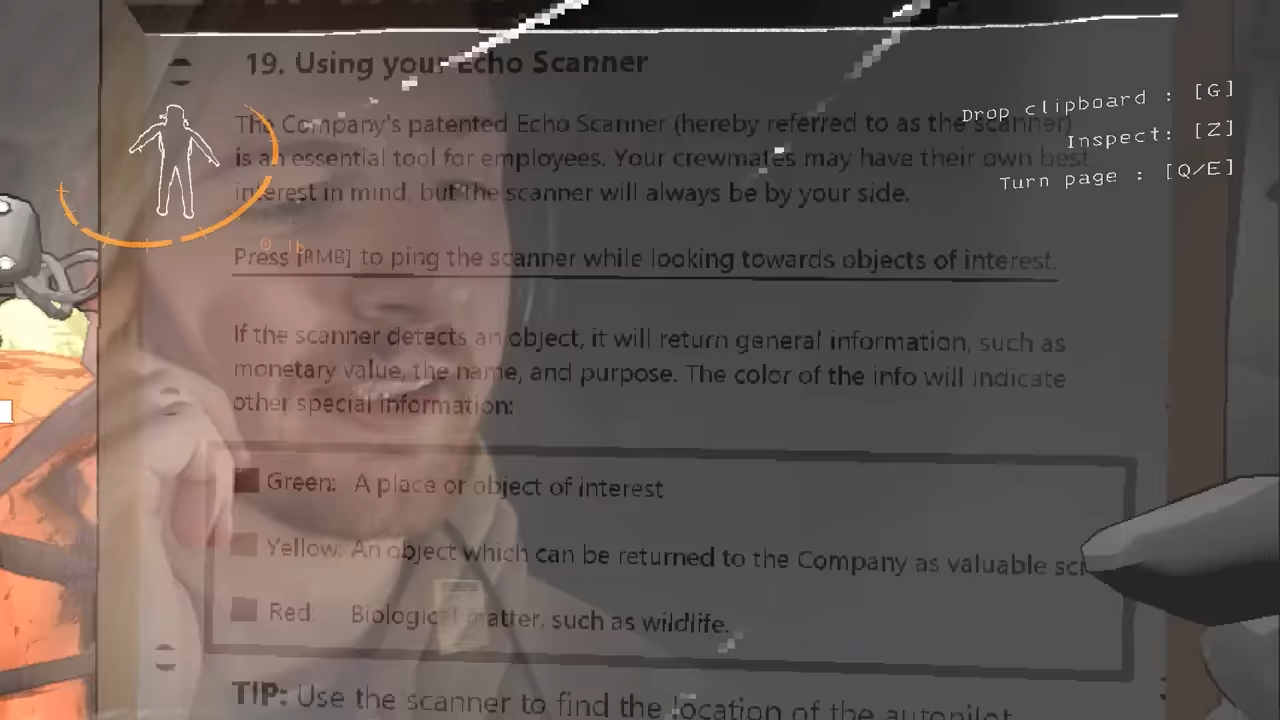 19. Using your Echo Scanner
The Company's patented Echo Scanner (hereby referred to as the scanner)
is an essential tool for employees. Your crewmates may have their own best
interest in mind, but the scanner will always be by your side.
Press [RMB] to ping the scanner while looking towards objects of interest.
If the scanner detects an object, it will return general information, such as
monetary value, the name, and purpose. The color of the info will indicate
other special information:
Green: A place or object of interest
Yellow: An object which can be returned to the Company as valuable
Red: Biological matter, such as wildlife.
TIP: Use the scanner to find the location of the autopilot
0 lb
Drop clipboard : [G]
Inspect: [Z]
Turn page : [Q/E]